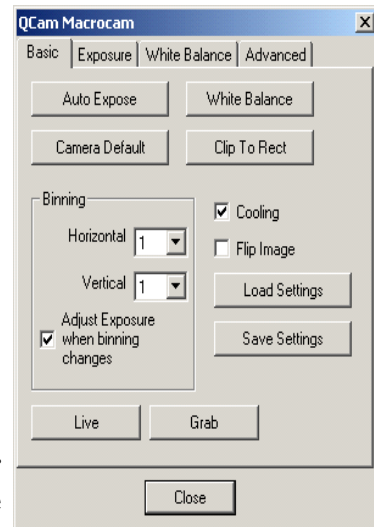 QCam Macrocam
Basic Exposure White Balance Advanced
Auto Expose White Balance
Camera Default Clip To Rect
Binning
Horizontal 1
Vertical 1
Adjust Exposure
when binning
changes
Cooling
Flip Image
Load Settings
Save Settings
Live Grab
Close